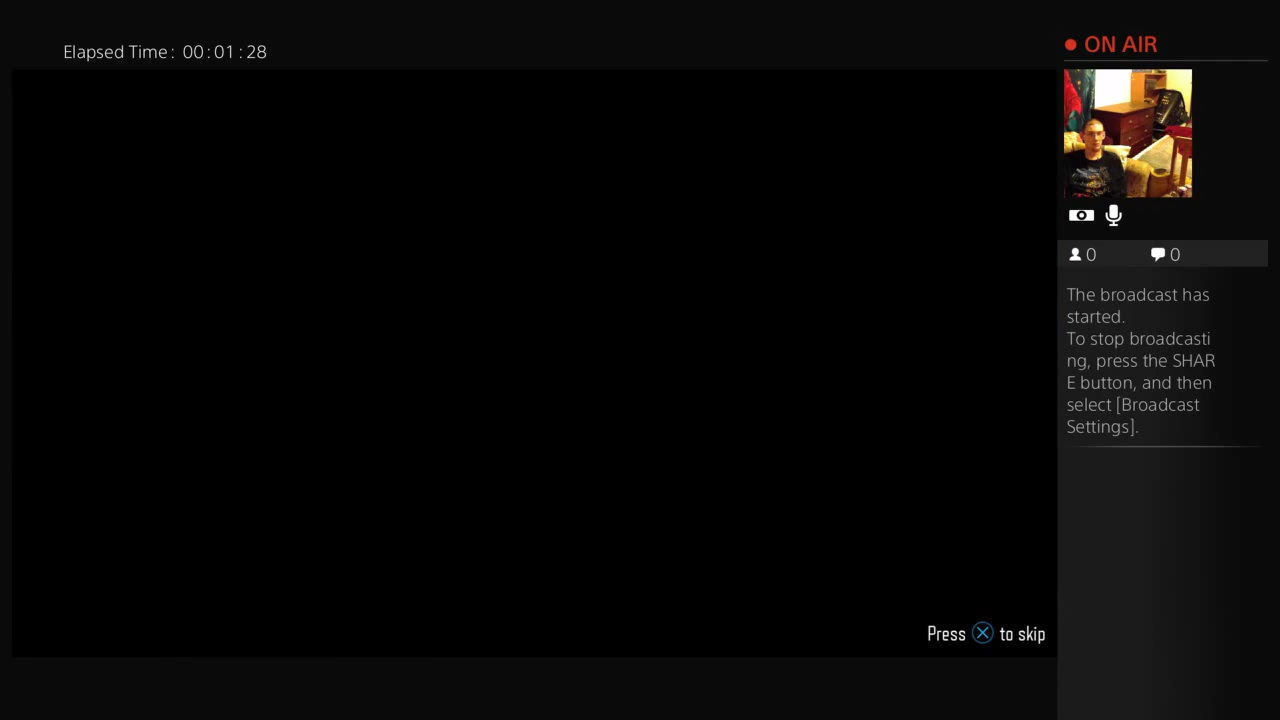 Elapsed Time: 00:01:28
ON AIR
0 0
The broadcast has
started.
To stop broadcasti
ng, press the SHAR
E button, and then
select [Broadcast
Settings].
Press to skip